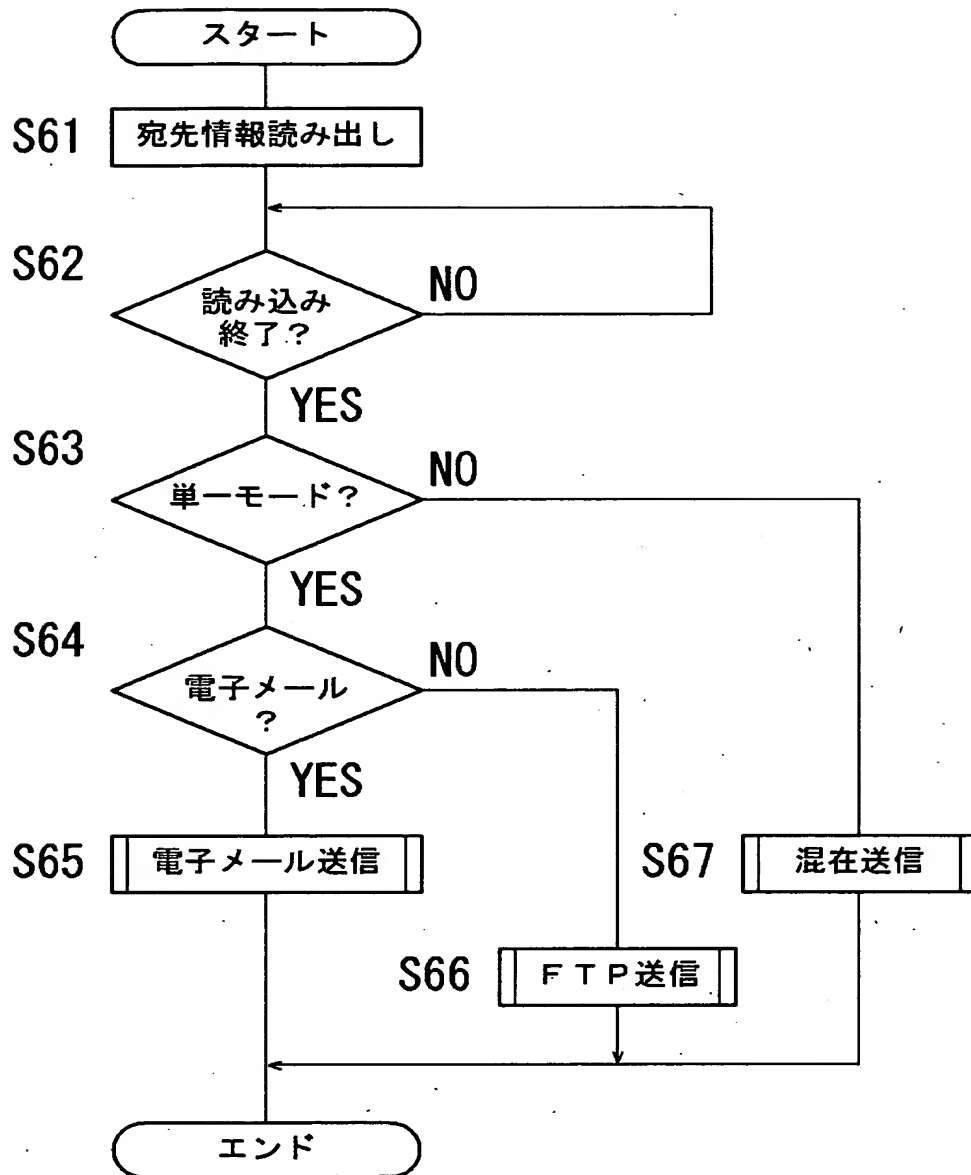 スタート
S61
宛先情報読み出し
S62
読み込み
終了？
NO
YES
S63
単一モード？
NO
YES
S64
電子メール
？
NO
YES
S65
電子メール送信
S67
混在送信
S66
ＦＴＰ送信
エンド